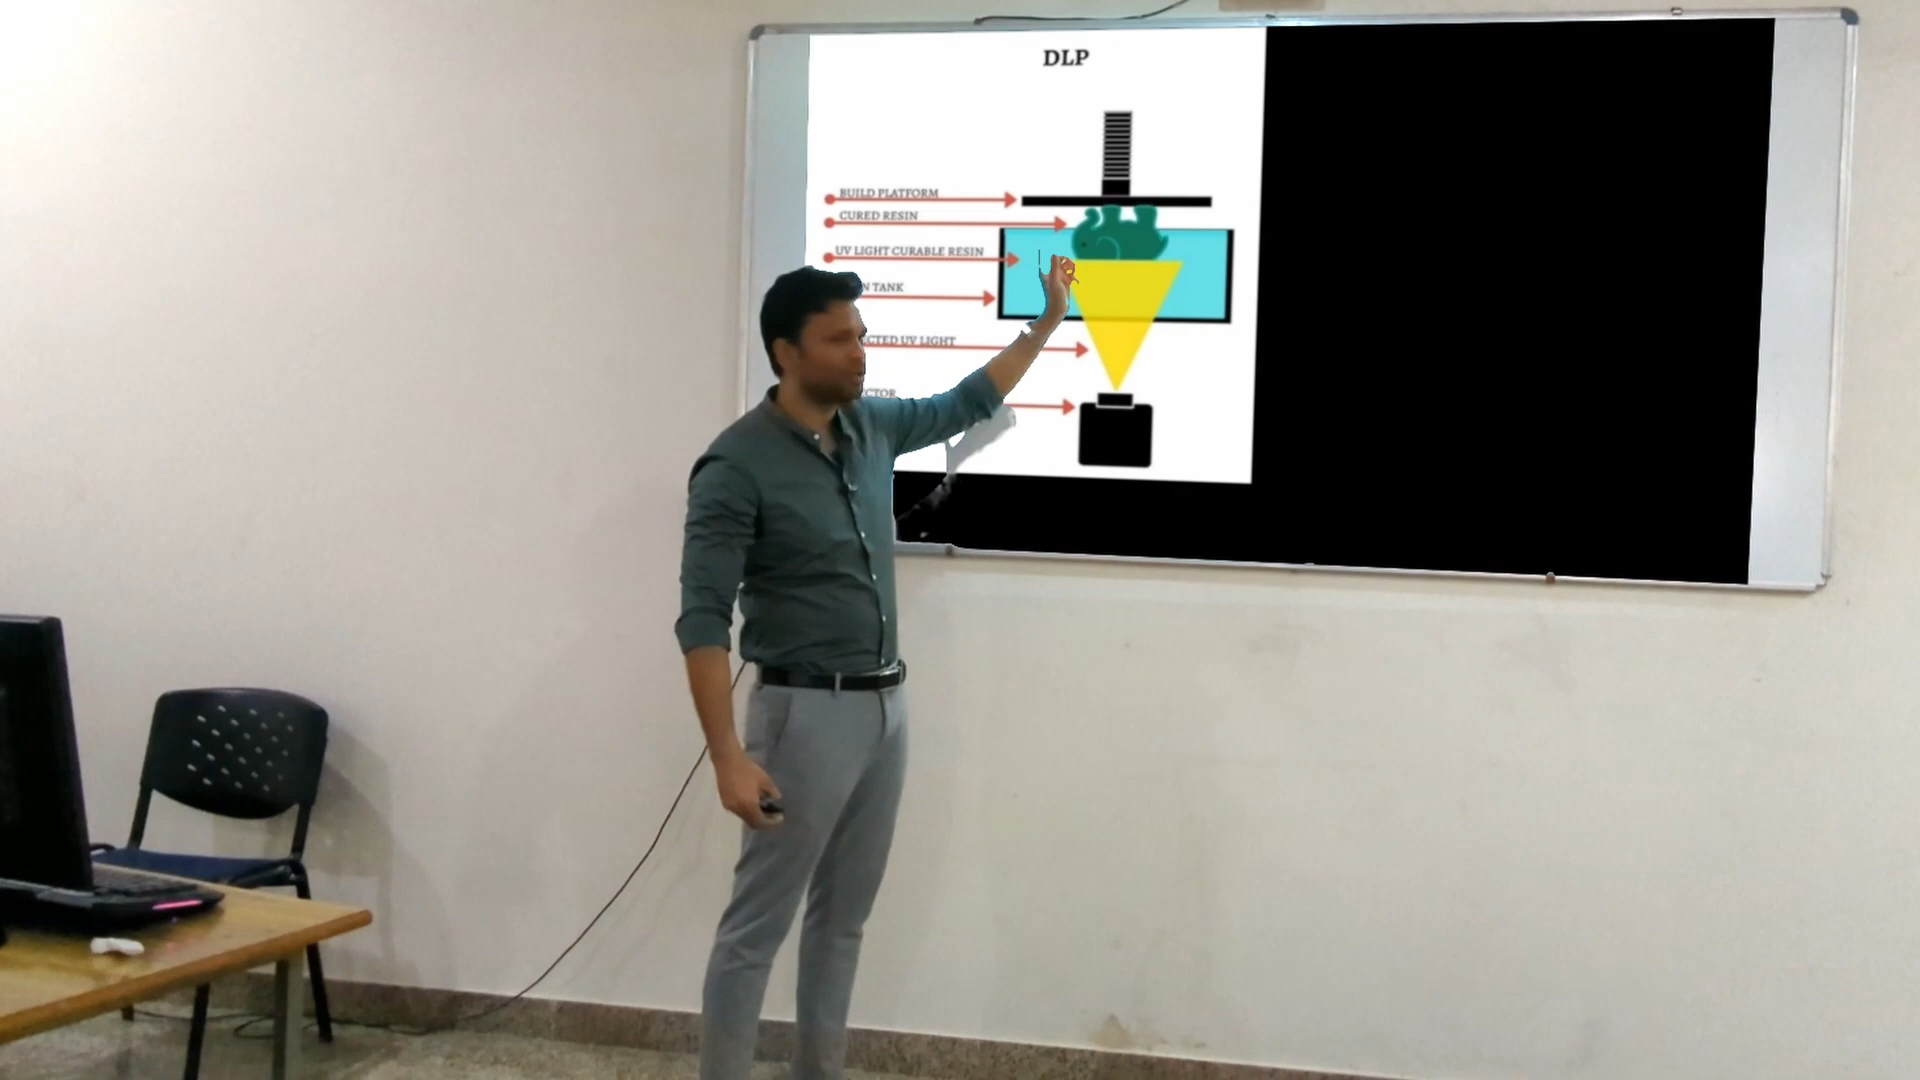 DLP
BUILD PLATFORM
CURED RESIN
UV LIGHT CURABLE RESIN
TANK
UV LIGHT